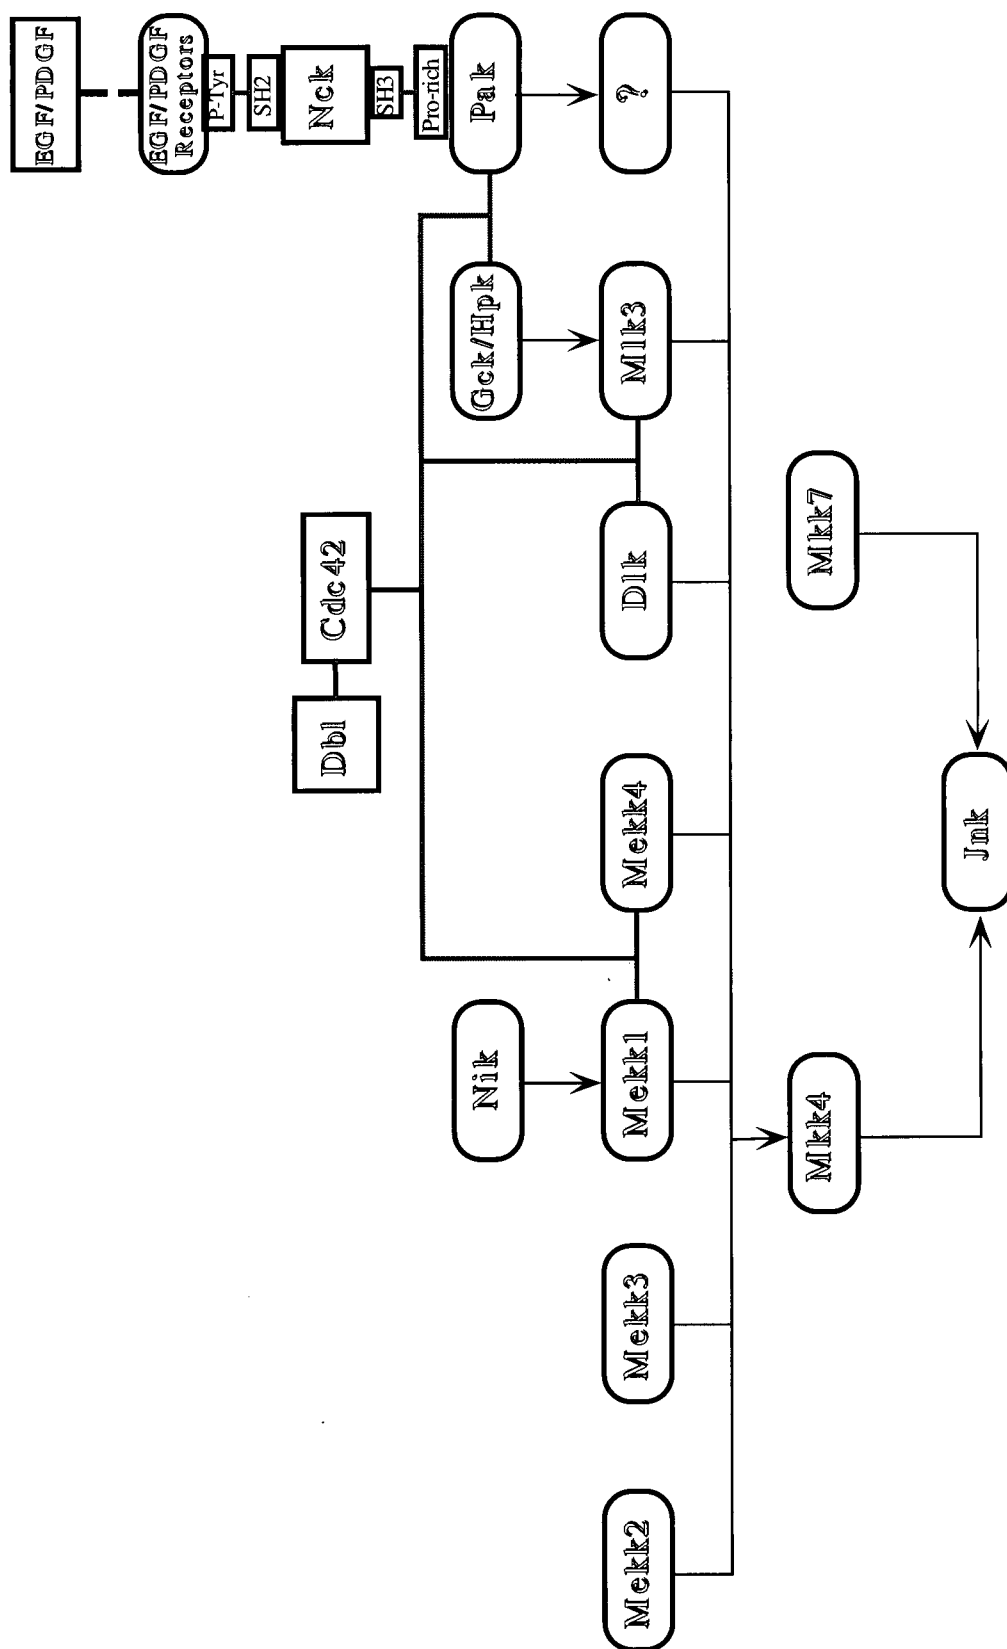 EGF/PDGF
EGF/PDGF
Receptors
P-Tyr
SH2
Nck
SH3
Pro-rich
Pak
?
Gck/Hpk
Mlk3
Dbl
Cdc42
Dlk
Mekk4
Nik
Mekk1
Mekk3
Mekk2
Mkk4
Mkk7
Jnk